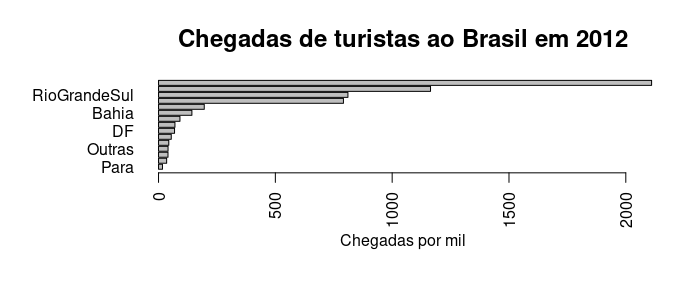 Chegadas de turistas ao Brasil em 2012
RioGrandeSul
Bahia
DF
Outras
Para
0
500
1000
1500
2000
Chegadas por mil